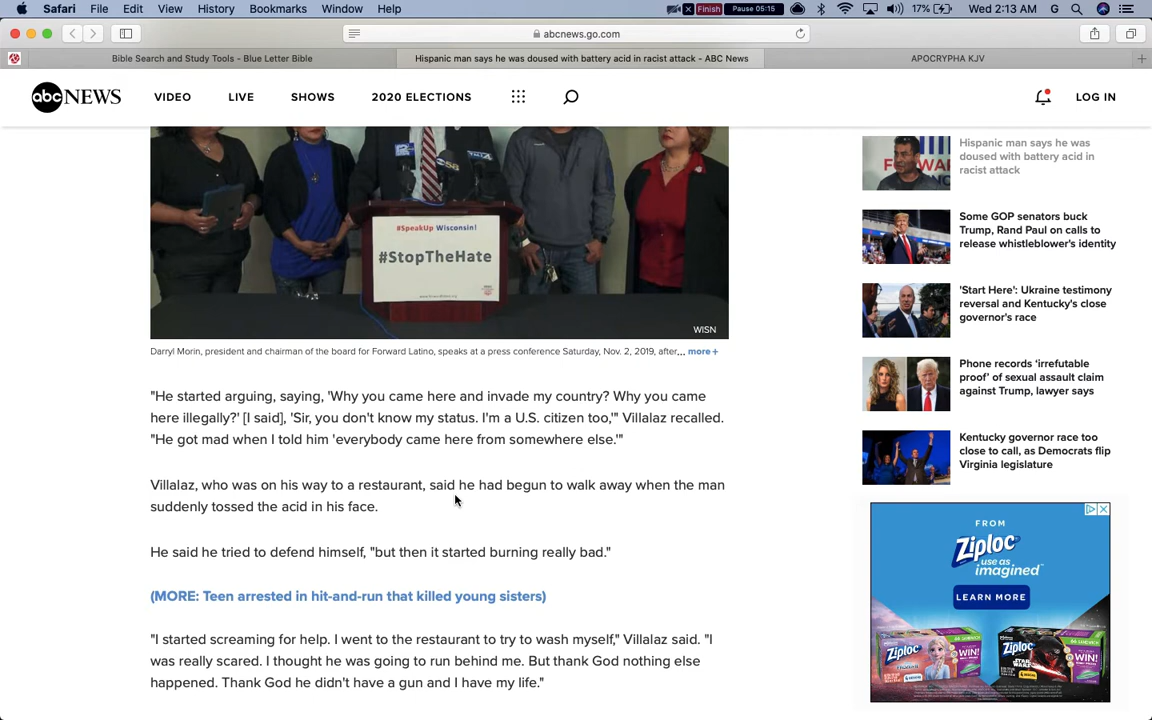 Safari File Edit View History Bookmarks Window Help Finish Pause 05:15 17% Wed 2:13 AM G
abcnews.go.com
Bible Search and Study Tools - Blue Letter Bible Hispanic man says he was doused with battery acid in racist attack - ABC News APOCRYPHA KJV
abc NEWS VIDEO LIVE SHOWS 2020 ELECTIONS LOG IN
#SpeakUp Wisconsin!
#StopTheHate
58
WISN
Darryl Morin, president and chairman of the board for Forward Latino, speaks at a press conference Saturday, Nov. 2, 2019, after... more +
"He started arguing, saying, 'Why you came here and invade my country? Why you came
here illegally?' [I said], 'Sir, you don't know my status. I'm a U.S. citizen too,'" Villalaz recalled.
"He got mad when I told him 'everybody came here from somewhere else.'"
Villalaz, who was on his way to a restaurant, said he had begun to walk away when the man
suddenly tossed the acid in his face.
He said he tried to defend himself, "but then it started burning really bad."
(MORE: Teen arrested in hit-and-run that killed young sisters)
"I started screaming for help. I went to the restaurant to try to wash myself," Villalaz said. "I
was really scared. I thought he was going to run behind me. But thank God nothing else
happened. Thank God he didn't have a gun and I have my life."
Hispanic man says he was
doused with battery acid in
racist attack
Some GOP senators buck
Trump, Rand Paul on calls to
release whistleblower's identity
'Start Here': Ukraine testimony
reversal and Kentucky's close
governor's race
Phone records 'irrefutable
proof' of sexual assault claim
against Trump, lawyer says
Kentucky governor race too
close to call, as Democrats flip
Virginia legislature
FROM
Ziploc
use as
imagined
LEARN MORE
Ziploc
WIN!
Ziploc
WIN!